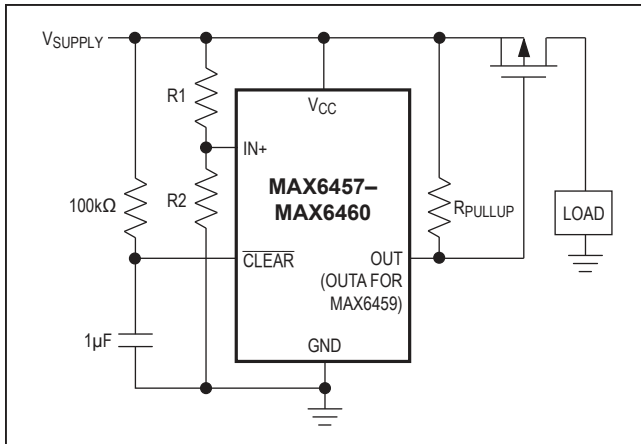 VSUPPLY
R1
VCC
IN+
MAX6457–
MAX6460
R2
100kΩ
RPULLUP
LOAD
CLEAR
OUT
(OUTA FOR
MAX6459)
1µF
GND